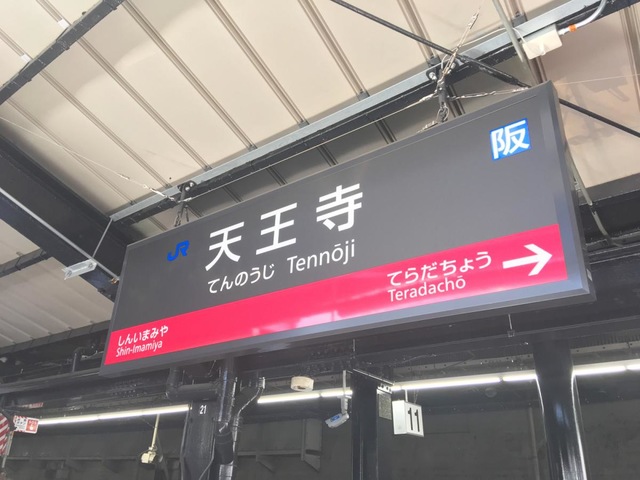 阪
JR
天王寺
てんのうじ Tennōji
てらだちょう
Teradachō
しんいまみや
Shin-Imamiya
21
11